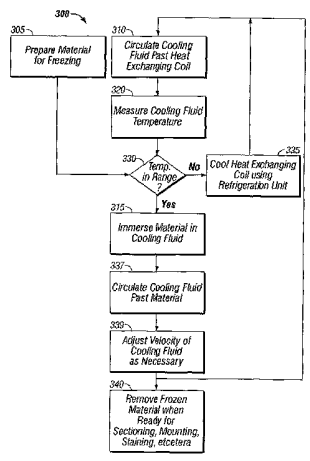 300
305
Prepare Material
for Freezing
310
Circulate Cooling
Fluid Past Heat
Exchanging Coil
320
Measure Cooling Fluid
Temperature
330
Temp.
in Range
?
No
Yes
335
Cool Heat Exchanging
Coil using
Refrigeration Unit
315
Immerse Material in
Cooling Fluid
337
Circulate Cooling Fluid
Past Material
339
Adjust Velocity of
Cooling Fluid
as Necessary
340
Remove Frozen
Material when
Ready for
Sectioning, Mounting,
Staining, etcetera